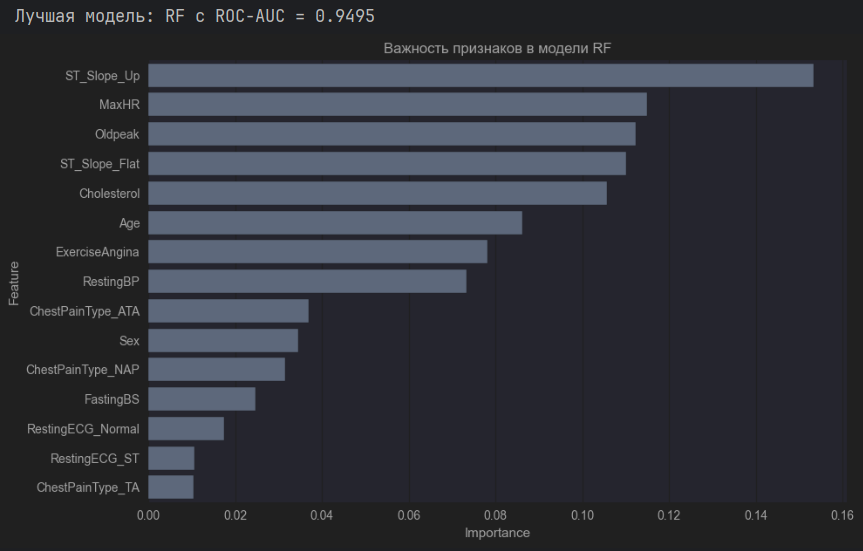 Лучшая модель: RF с ROC-AUC = 0.9495
Важность признаков в модели RF
ST_Slope_Up
MaxHR
Oldpeak
ST_Slope_Flat
Cholesterol
Age
ExerciseAngina
RestingBP
ChestPainType_ATA
Sex
ChestPainType_NAP
FastingBS
RestingECG_Normal
RestingECG_ST
ChestPainType_TA
Feature
0.00 0.02 0.04 0.06 0.08 0.10 0.12 0.14 0.16
Importance